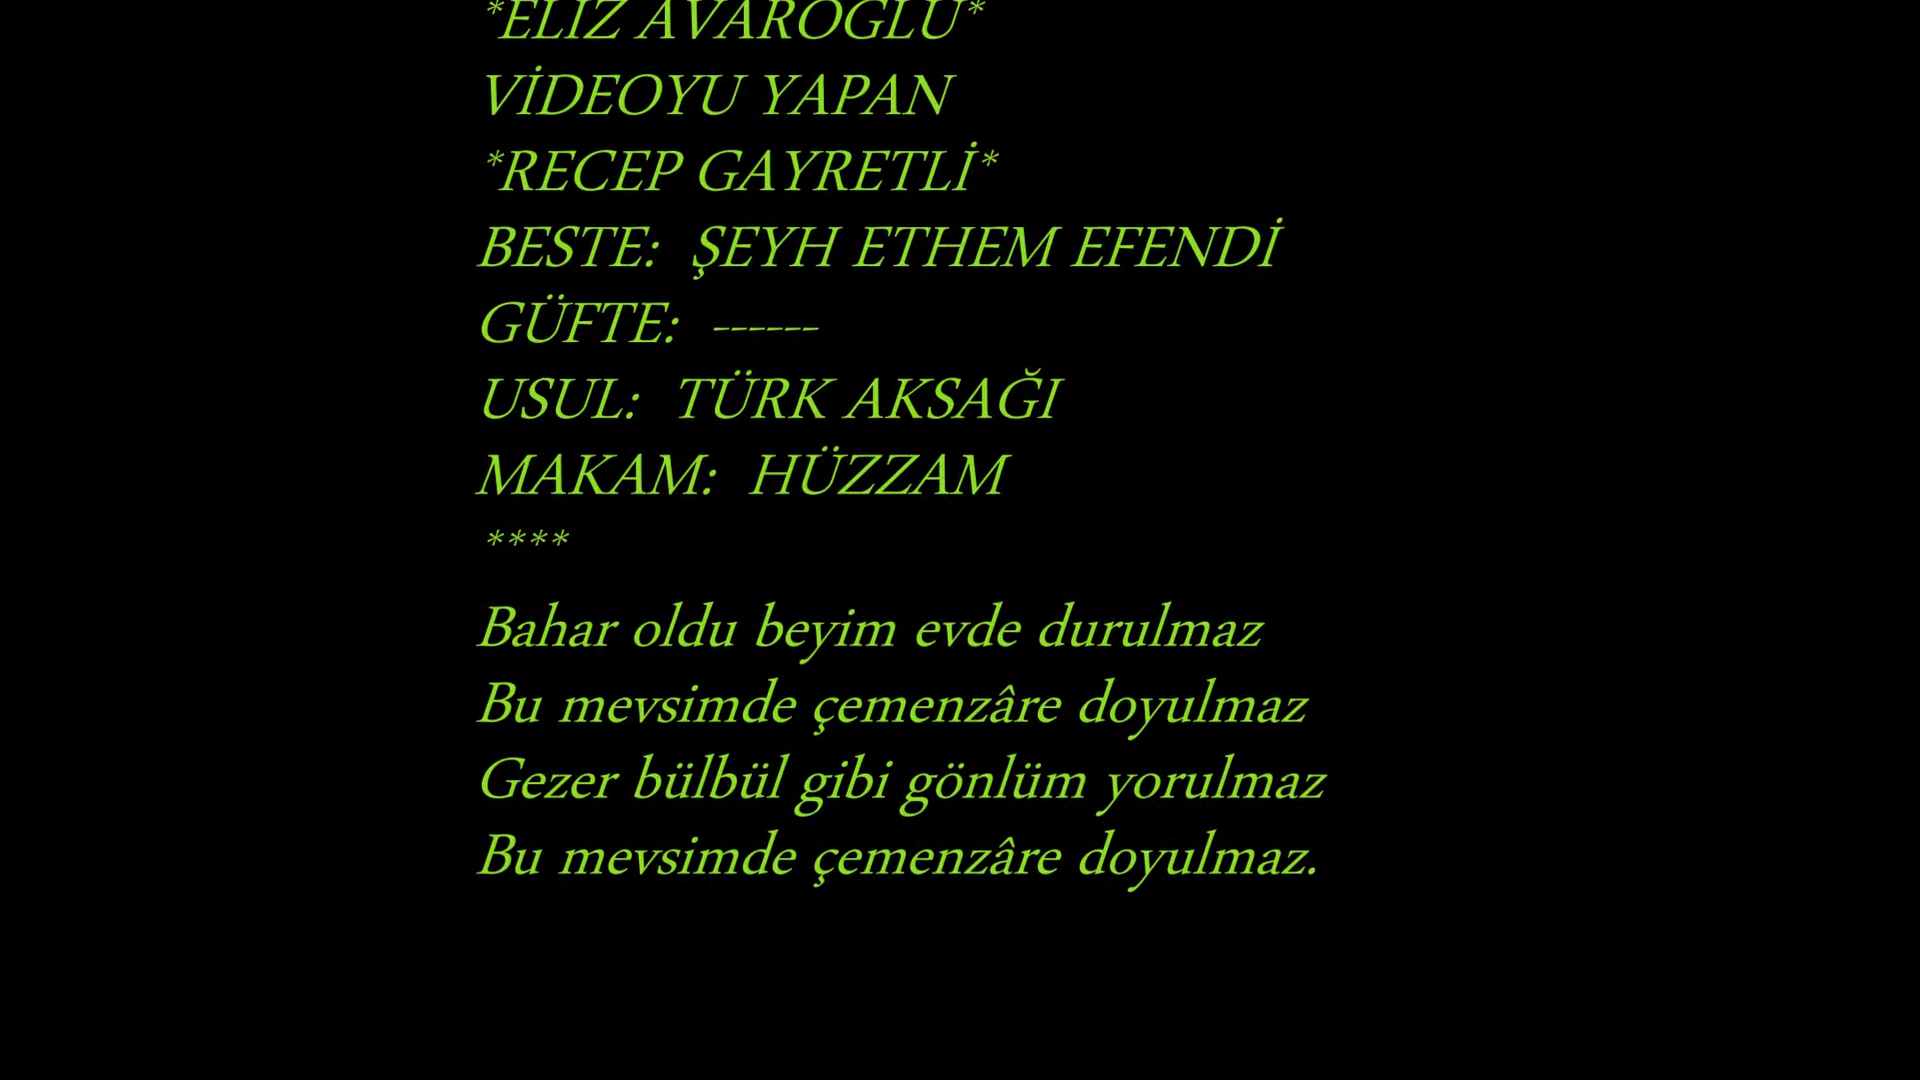 *ELİZ AVAROĞLU*
VİDEOYU YAPAN
*RECEP GAYRETLİ*
BESTE: ŞEYH ETHEM EFENDİ
GÜFTE: ------
USUL: TÜRK AKSAĞI
MAKAM: HÜZZAM
****
Bahar oldu beyim evde durulmaz
Bu mevsimde çemenzâre doyulmaz
Gezer bülbül gibi gönlüm yorulmaz
Bu mevsimde çemenzâre doyulmaz.